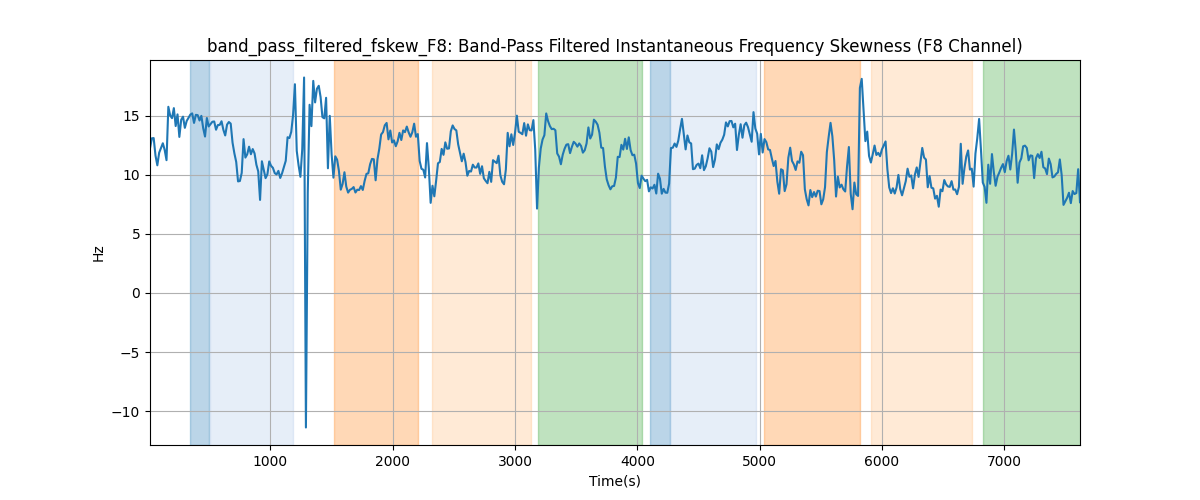 band_pass_filtered_fskew_F8: Band-Pass Filtered Instantaneous Frequency Skewness (F8 Channel)
15
10
5
0
−5
−10
Hz
1000 2000 3000 4000 5000 6000 7000
Time(s)